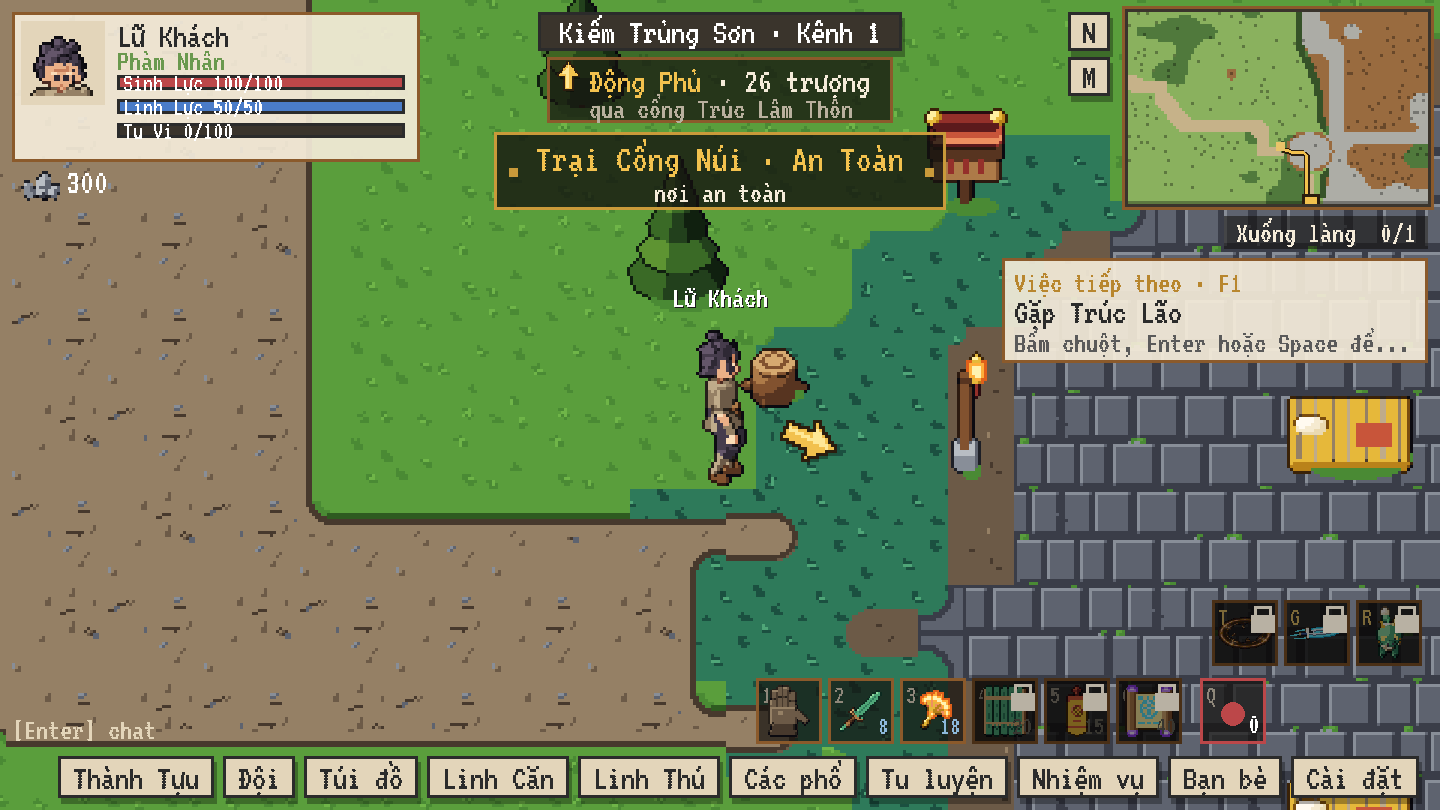 Lữ Khách
Phàm Nhân
Sinh Lực 100/100
Linh Lực 50/50
Tu Vi 0/100
300
Kiếm Trủng Sơn · Kênh 1
Động Phủ · 26 trượng
qua cổng Trúc Lâm Thôn
Trại Cổng Núi · An Toàn
nơi an toàn
N
M
Xuống làng 0/1
Việc tiếp theo · F1
Gặp Trúc Lão
Bấm chuột, Enter hoặc Space để...
Lữ Khách
T
G
R
1
2
8
3
18
4
5
15
Q
0
[Enter] chat
Thành Tựu
Đội
Túi đồ
Linh Căn
Linh Thú
Các phố
Tu luyện
Nhiệm vụ
Bạn bè
Cài đặt